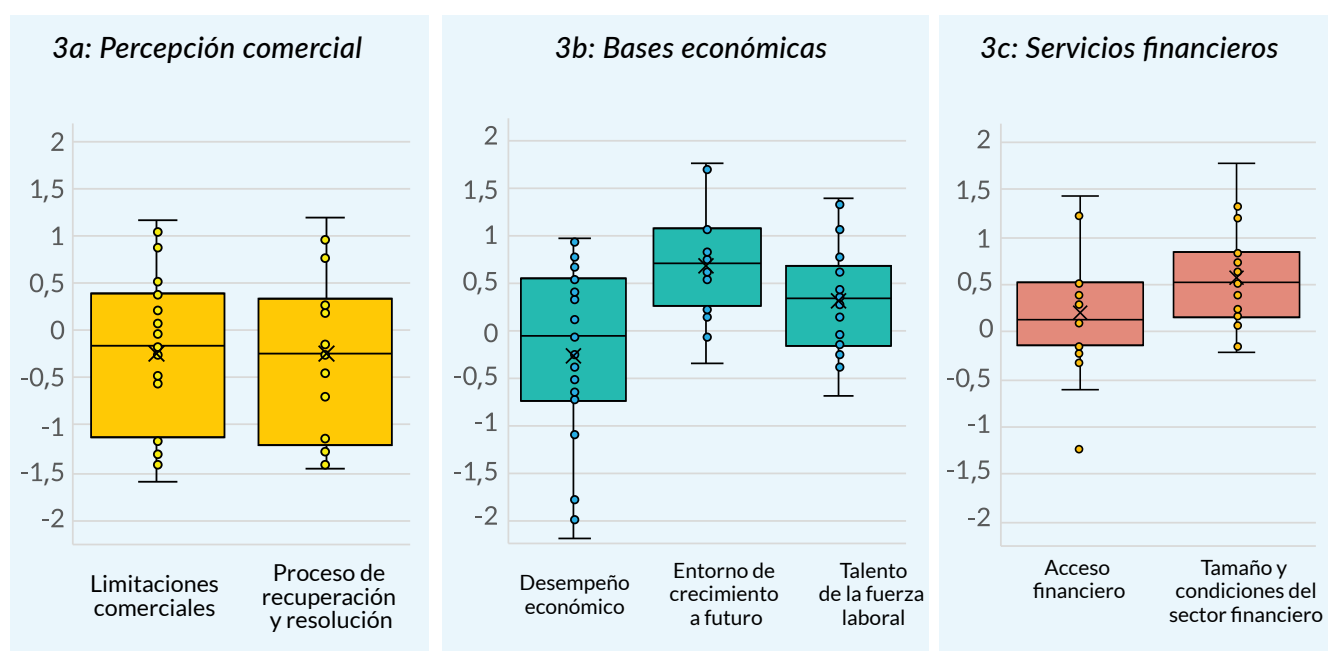 3a: Percepción comercial
2
1,5
1
0,5
0
-0,5
-1
-1,5
-2
Limitaciones
comerciales
Proceso de
recuperación
y resolución
3b: Bases económicas
2
1,5
1
0,5
0
-0,5
-1
-1,5
-2
Desempeño
económico
Entorno de
crecimiento
a futuro
Talento
de la fuerza
laboral
3c: Servicios financieros
2
1,5
1
0,5
0
-0,5
-1
-1,5
-2
Acceso
financiero
Tamaño y
condiciones del
sector financiero